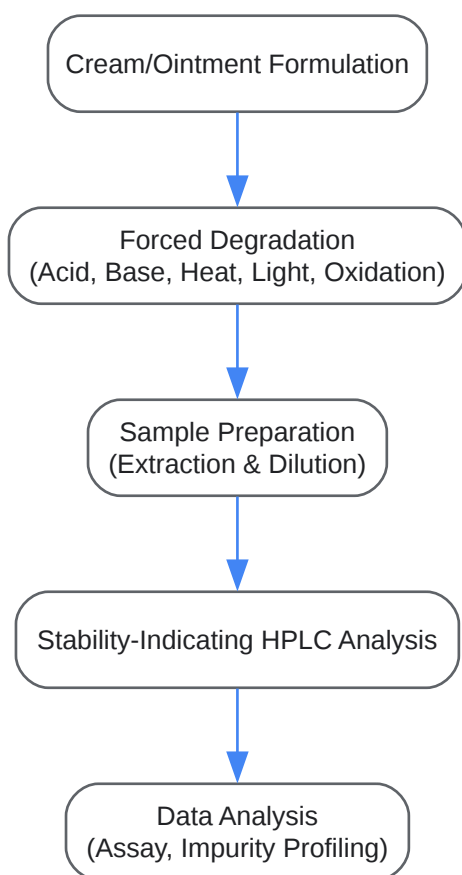 Cream/Ointment Formulation
Forced Degradation
(Acid, Base, Heat, Light, Oxidation)
Sample Preparation
(Extraction & Dilution)
Stability-Indicating HPLC Analysis
Data Analysis
(Assay, Impurity Profiling)